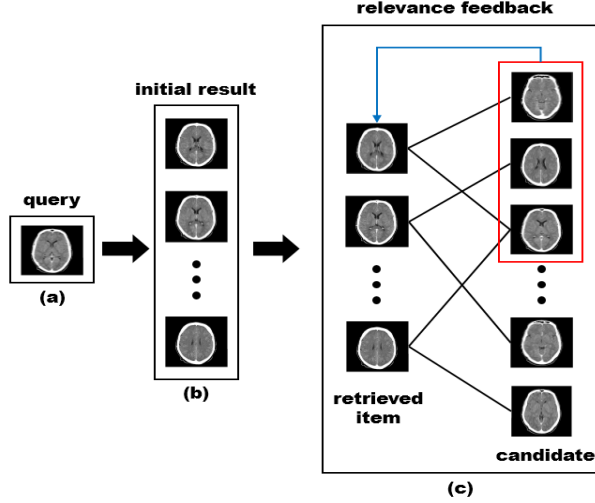 relevance feedback
initial result
query
(a)
(b)
retrieved
item
candidate
(c)